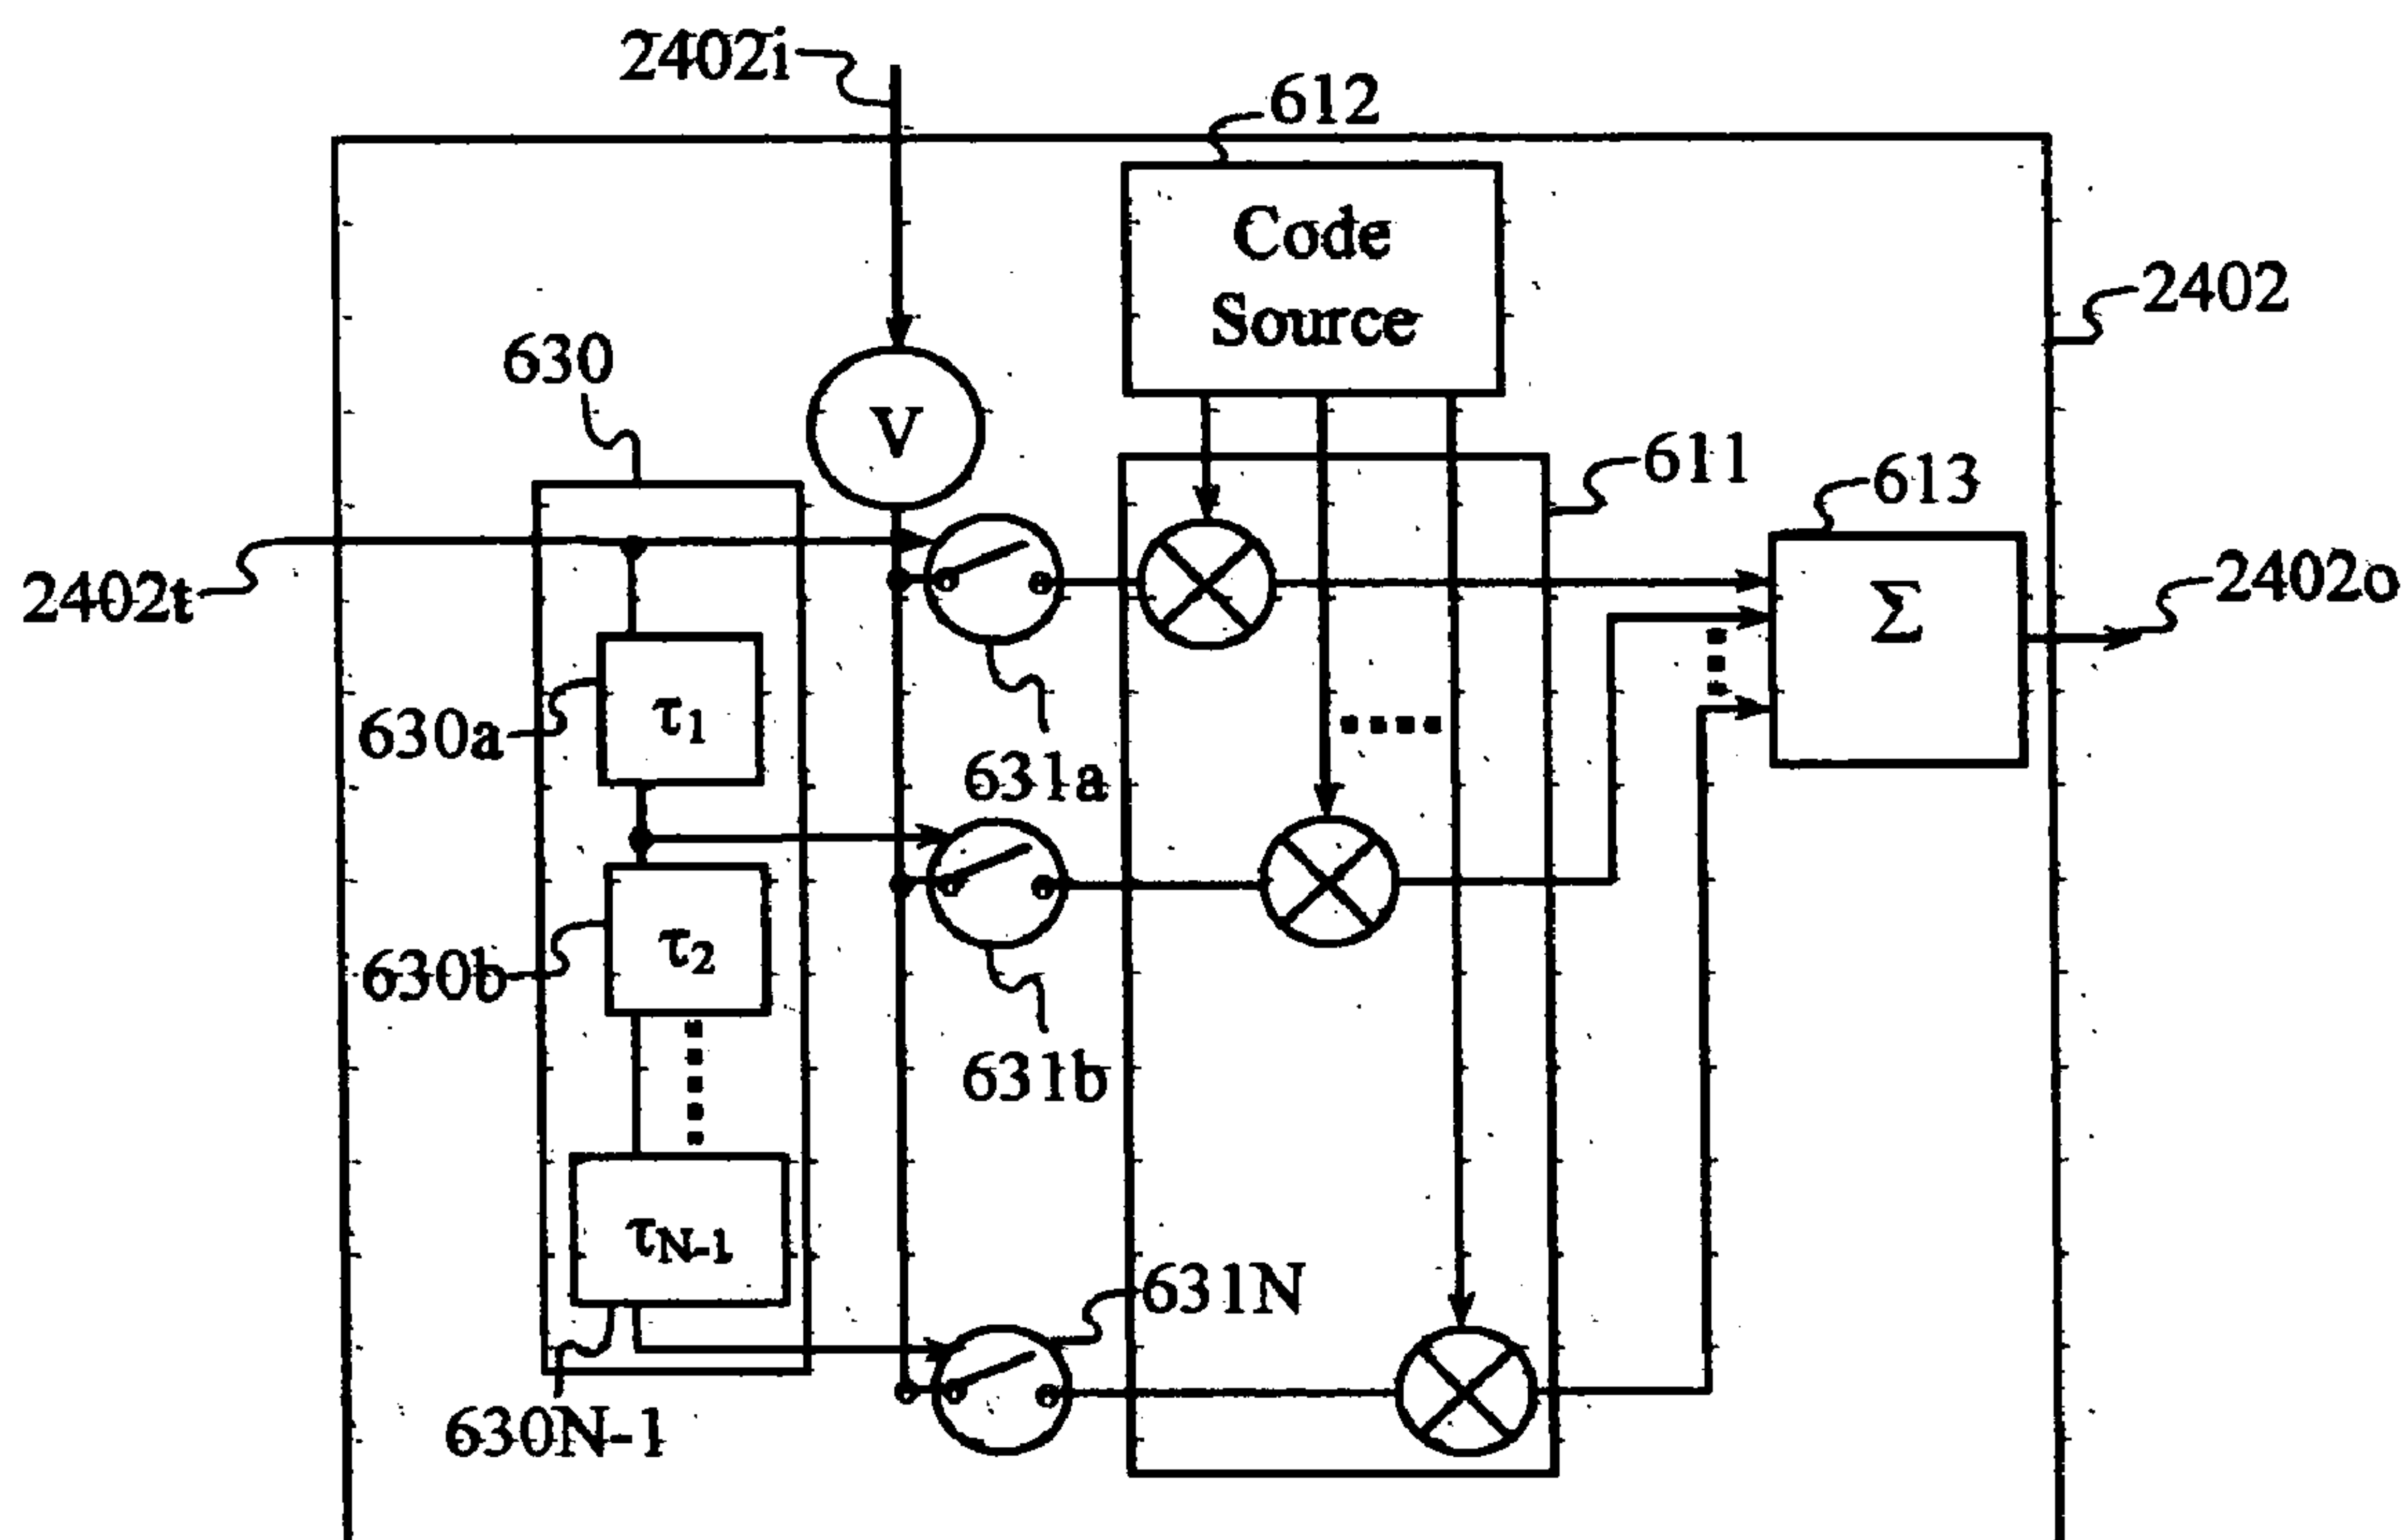 2402i
612
Code
Source
2402
630
V
611
613
2402t
Σ
2402o
τ1
630a
631a
τ2
630b
631b
τN-1
631N
630N-1